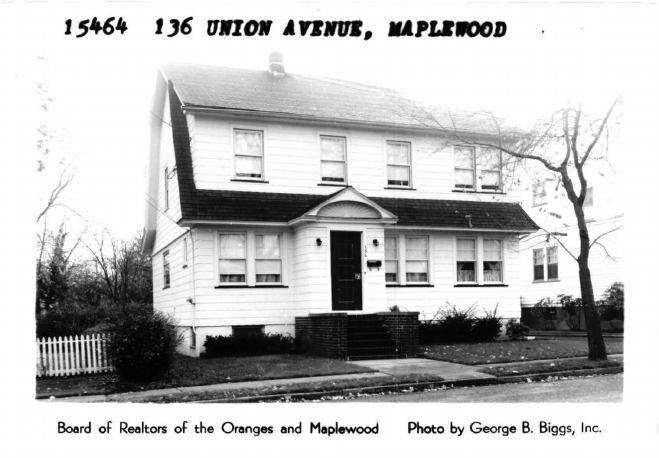 15464 136 UNION AVENUE, MAPLEWOOD
Board of Realtors of the Oranges and Maplewood Photo by George B. Biggs, Inc.